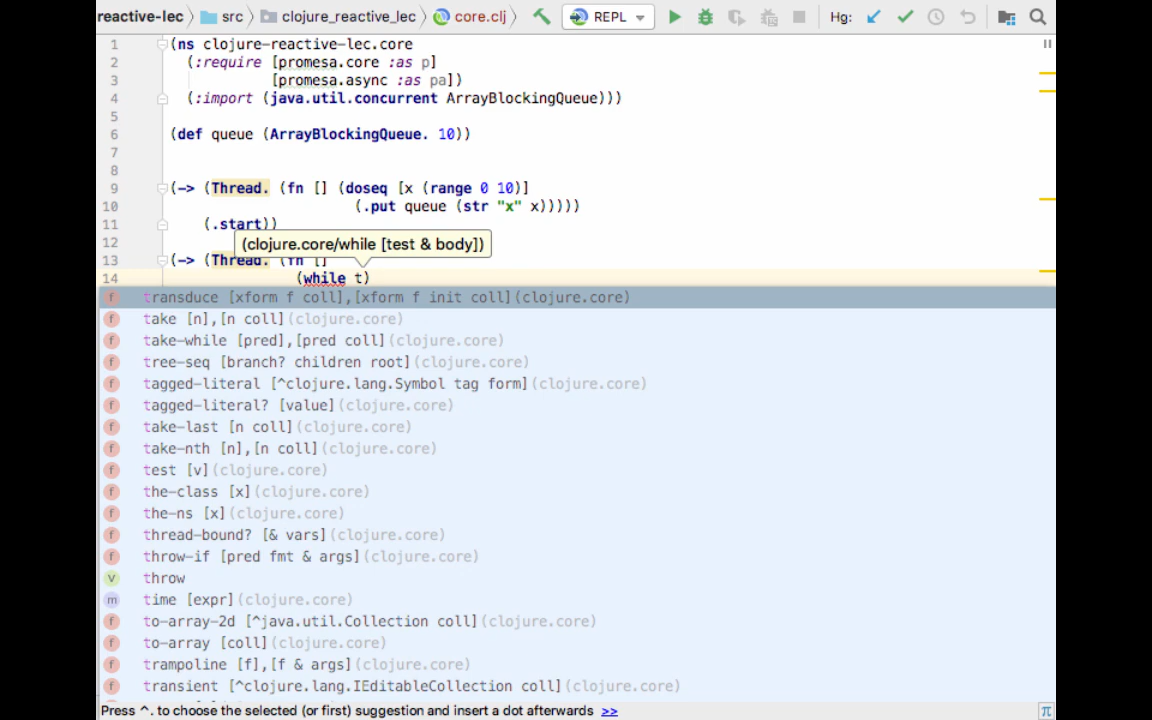 reactive-lec src clojure_reactive_lec core.clj REPL Hg:
1 (ns clojure-reactive-lec.core
2 (:require [promesa.core :as p]
3 [promesa.async :as pa])
4 (:import (java.util.concurrent ArrayBlockingQueue)))
5
6 (def queue (ArrayBlockingQueue. 10))
7
8
9 (-> (Thread. (fn [] (doseq [x (range 0 10)]
10 (.put queue (str "x" x)))))
11 (.start))
12 (clojure.core/while [test & body])
13 (-> (Thread. (fn []
14 (while t)
f transduce [xform f coll],[xform f init coll](clojure.core)
f take [n],[n coll](clojure.core)
f take-while [pred],[pred coll](clojure.core)
f tree-seq [branch? children root](clojure.core)
f tagged-literal [^clojure.lang.Symbol tag form](clojure.core)
f tagged-literal? [value](clojure.core)
f take-last [n coll](clojure.core)
f take-nth [n],[n coll](clojure.core)
f test [v](clojure.core)
f the-class [x](clojure.core)
f the-ns [x](clojure.core)
f thread-bound? [& vars](clojure.core)
f throw-if [pred fmt & args](clojure.core)
V throw
m time [expr](clojure.core)
f to-array-2d [^java.util.Collection coll](clojure.core)
f to-array [coll](clojure.core)
f trampoline [f],[f & args](clojure.core)
f transient [^clojure.lang.IEditableCollection coll](clojure.core)
Press ^. to choose the selected (or first) suggestion and insert a dot afterwards >> π